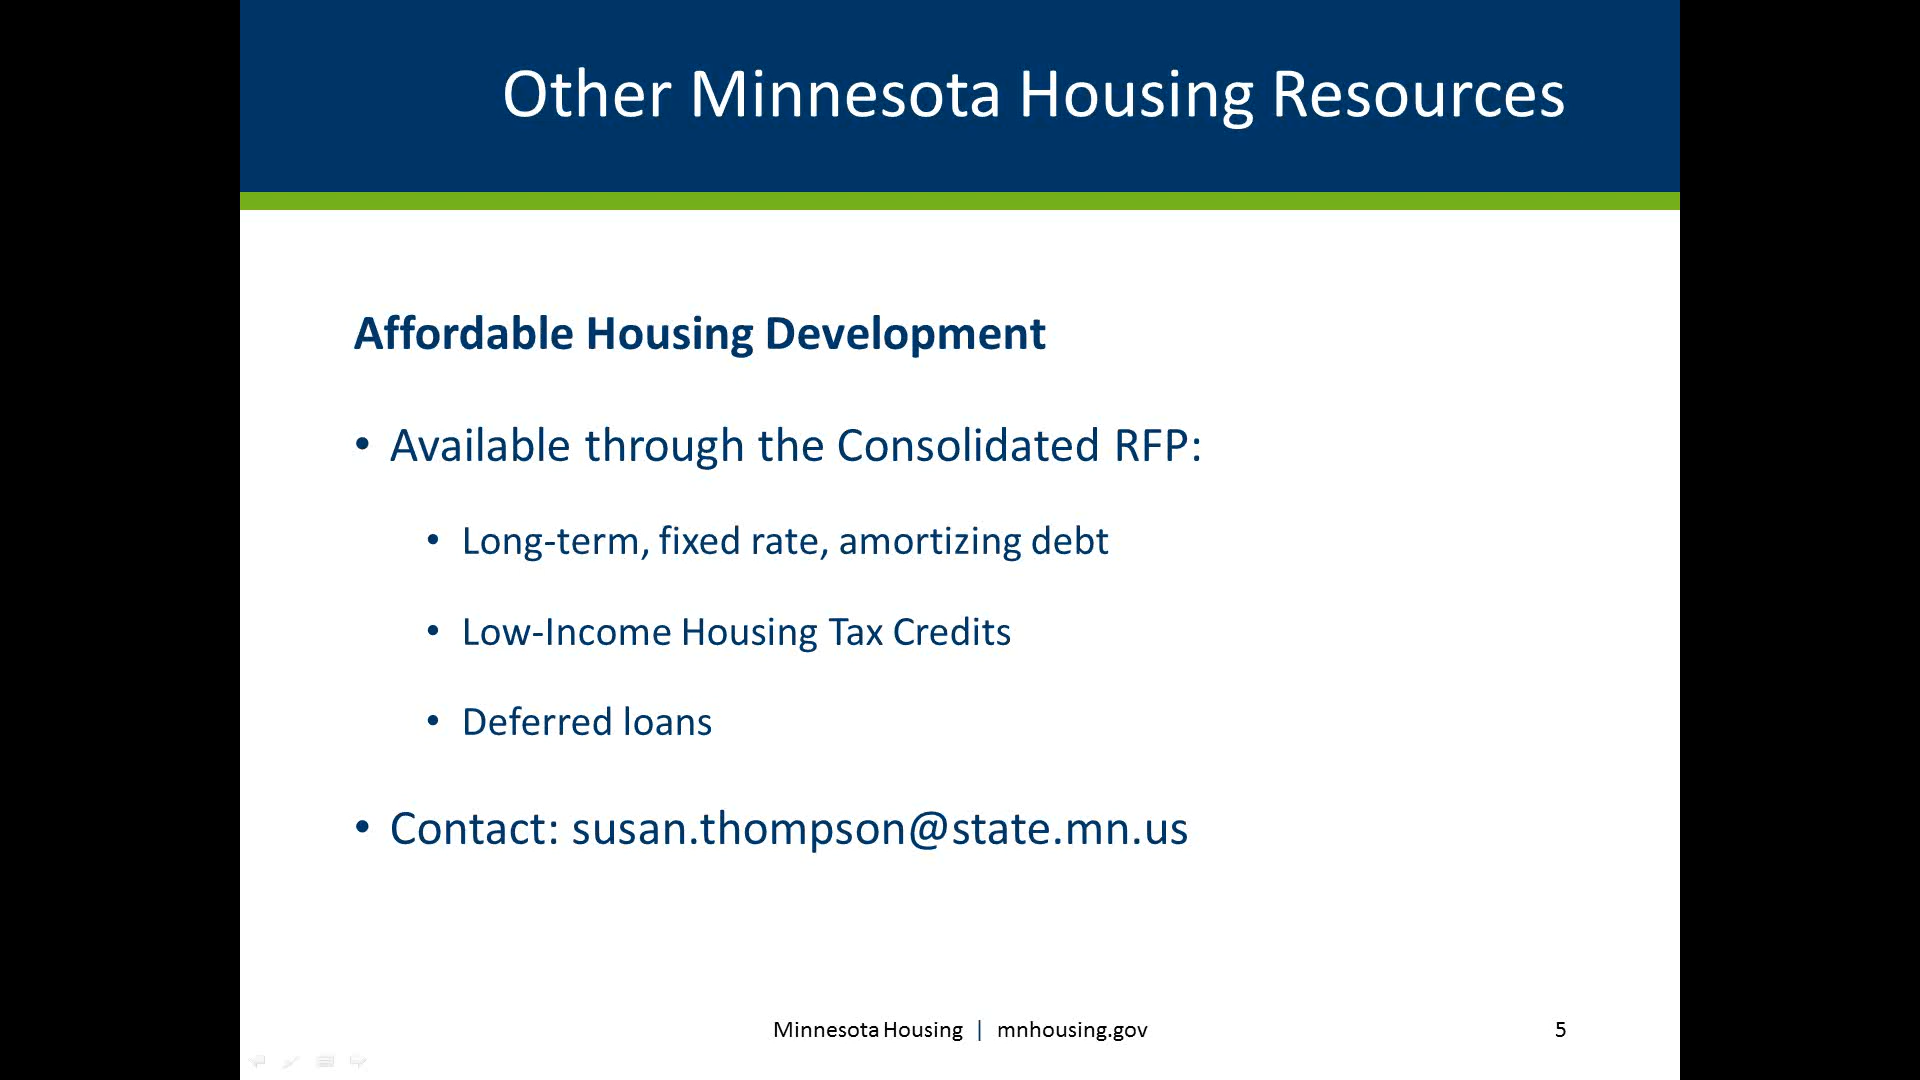 Other Minnesota Housing Resources
Affordable Housing Development
• Available through the Consolidated RFP:
• Long-term, fixed rate, amortizing debt
• Low-Income Housing Tax Credits
• Deferred loans
• Contact: susan.thompson@state.mn.us
Minnesota Housing | mnhousing.gov
5